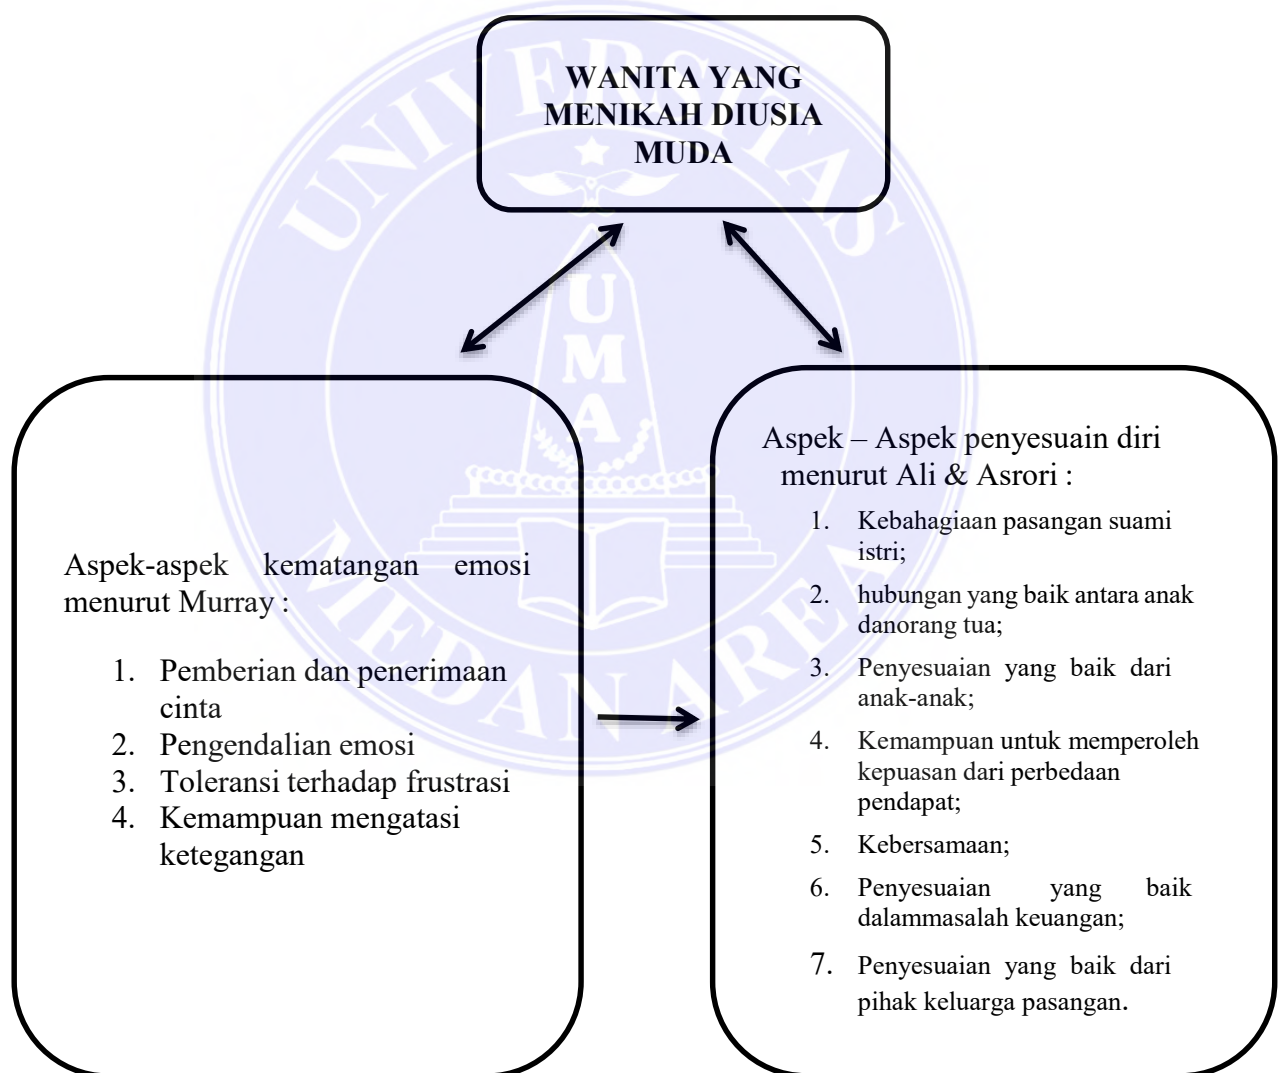 WANITA YANG
MENIKAH DIUSIA
MUDA
UNIVERSITAS
UMA
MEDAN AREA
Aspek-aspek kematangan emosi
menurut Murray :
1. Pemberian dan penerimaan
cinta
2. Pengendalian emosi
3. Toleransi terhadap frustrasi
4. Kemampuan mengatasi
ketegangan
Aspek – Aspek penyesuain diri
menurut Ali & Asrori :
1. Kebahagiaan pasangan suami
istri;
2. hubungan yang baik antara anak
danorang tua;
3. Penyesuaian yang baik dari
anak-anak;
4. Kemampuan untuk memperoleh
kepuasan dari perbedaan
pendapat;
5. Kebersamaan;
6. Penyesuaian yang baik
dalammasalah keuangan;
7. Penyesuaian yang baik dari
pihak keluarga pasangan.